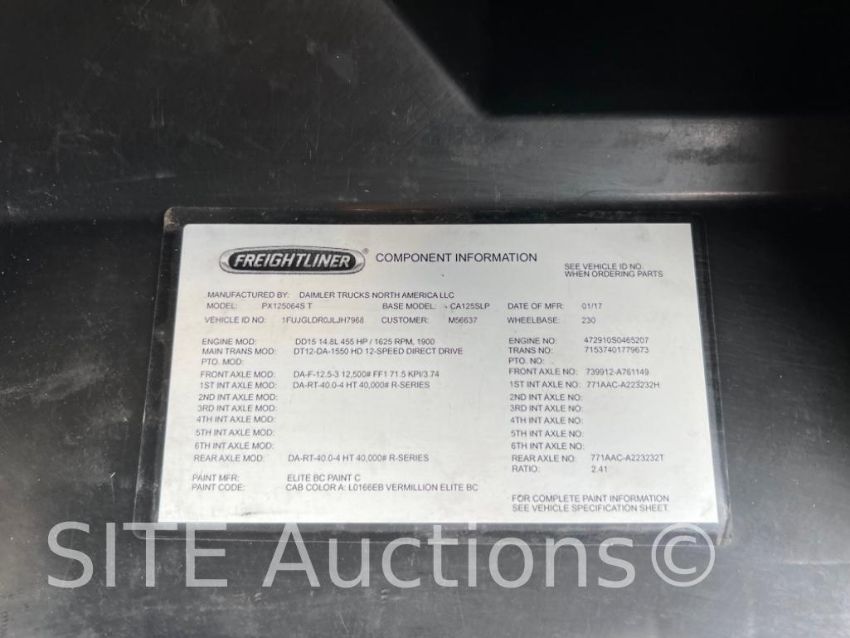 FREIGHTLINER® COMPONENT INFORMATION
SEE VEHICLE ID NO.
WHEN ORDERING PARTS
MANUFACTURED BY: DAIMLER TRUCKS NORTH AMERICA LLC
MODEL: PX125064S T BASE MODEL: CA125SLP DATE OF MFR: 01/17
VEHICLE ID NO: 1FUJGLDR0JLJH7968 CUSTOMER: M56637 WHEELBASE: 230
ENGINE MOD: DD15 14.8L 455 HP / 1625 RPM, 1900 ENGINE NO: 472910S0465207
MAIN TRANS MOD: DT12-DA-1550 HD 12-SPEED DIRECT DRIVE TRANS NO: 71537401779673
PTO. MOD: PTO. NO:
FRONT AXLE MOD: DA-F-12.5-3 12,500# FF1 71.5 KPI/3.74 FRONT AXLE NO: 739912-A761149
1ST INT AXLE MOD: DA-RT-40.0-4 HT 40,000# R-SERIES 1ST INT AXLE NO: 771AAC-A223232H
2ND INT AXLE MOD: 2ND INT AXLE NO:
3RD INT AXLE MOD: 3RD INT AXLE NO:
4TH INT AXLE MOD: 4TH INT AXLE NO:
5TH INT AXLE MOD: 5TH INT AXLE NO:
6TH INT AXLE MOD: 6TH INT AXLE NO:
REAR AXLE MOD: DA-RT-40.0-4 HT 40,000# R-SERIES REAR AXLE NO: 771AAC-A223232T
RATIO: 2.41
PAINT MFR: ELITE BC PAINT C
PAINT CODE: CAB COLOR A: L0166EB VERMILLION ELITE BC
FOR COMPLETE PAINT INFORMATION
SEE VEHICLE SPECIFICATION SHEET.
SITE Auctions©